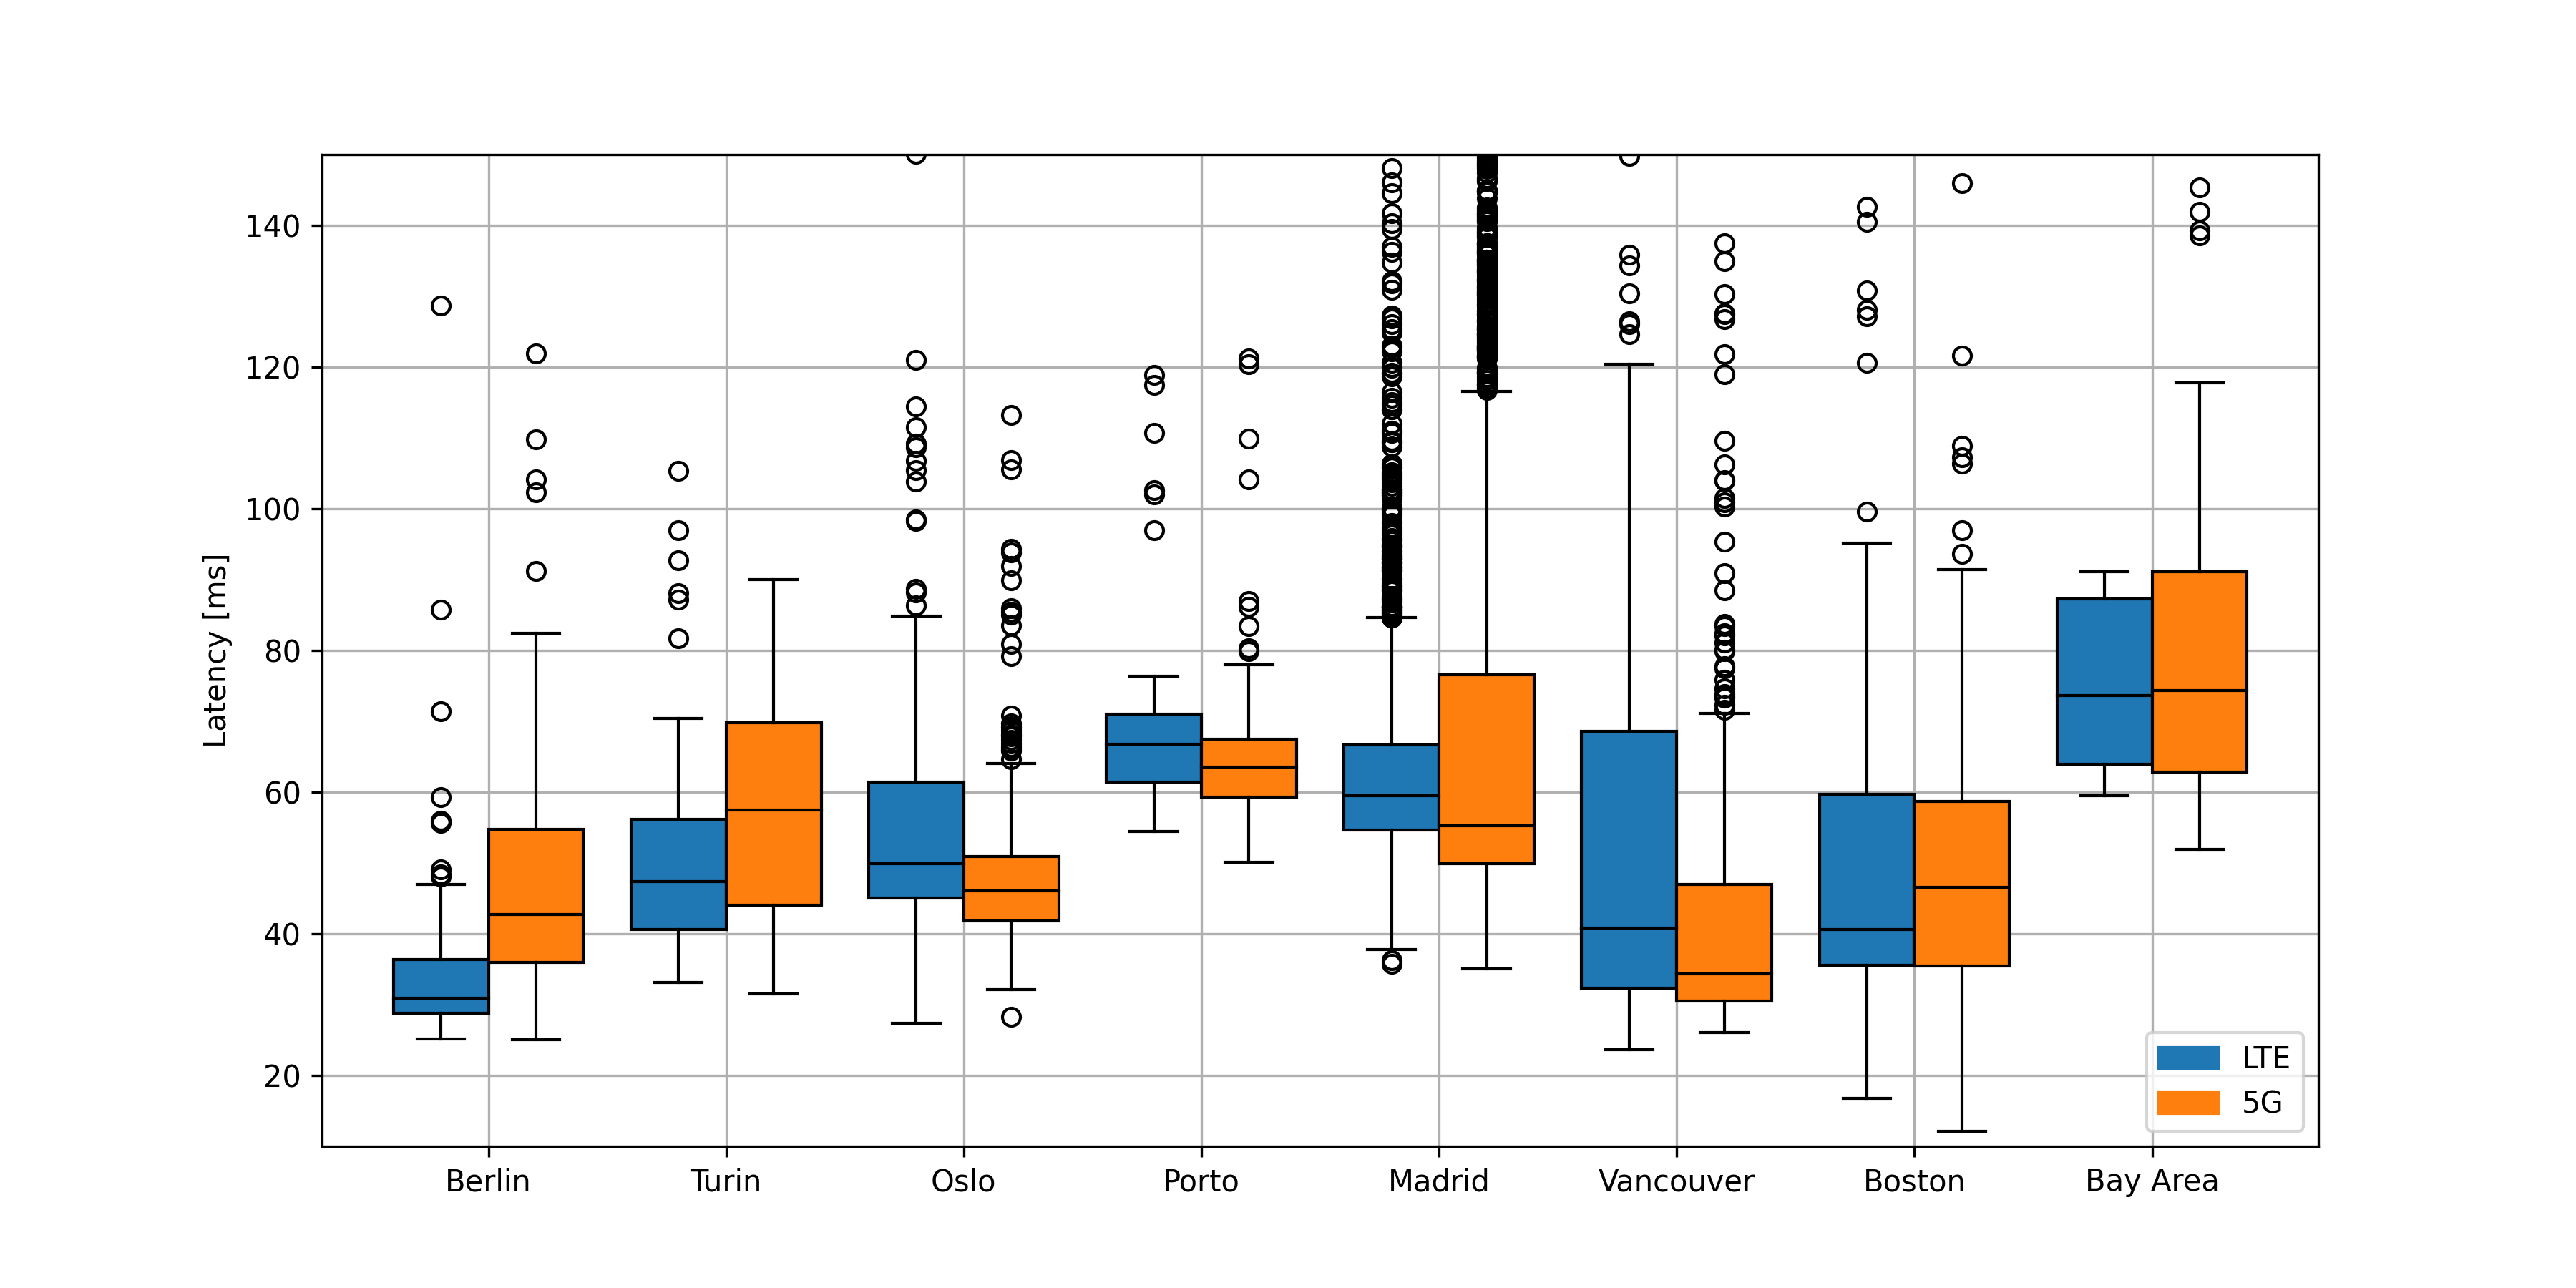 140
120
100
80
60
40
20
Latency [ms]
Berlin
Turin
Oslo
Porto
Madrid
Vancouver
Boston
Bay Area
LTE
5G